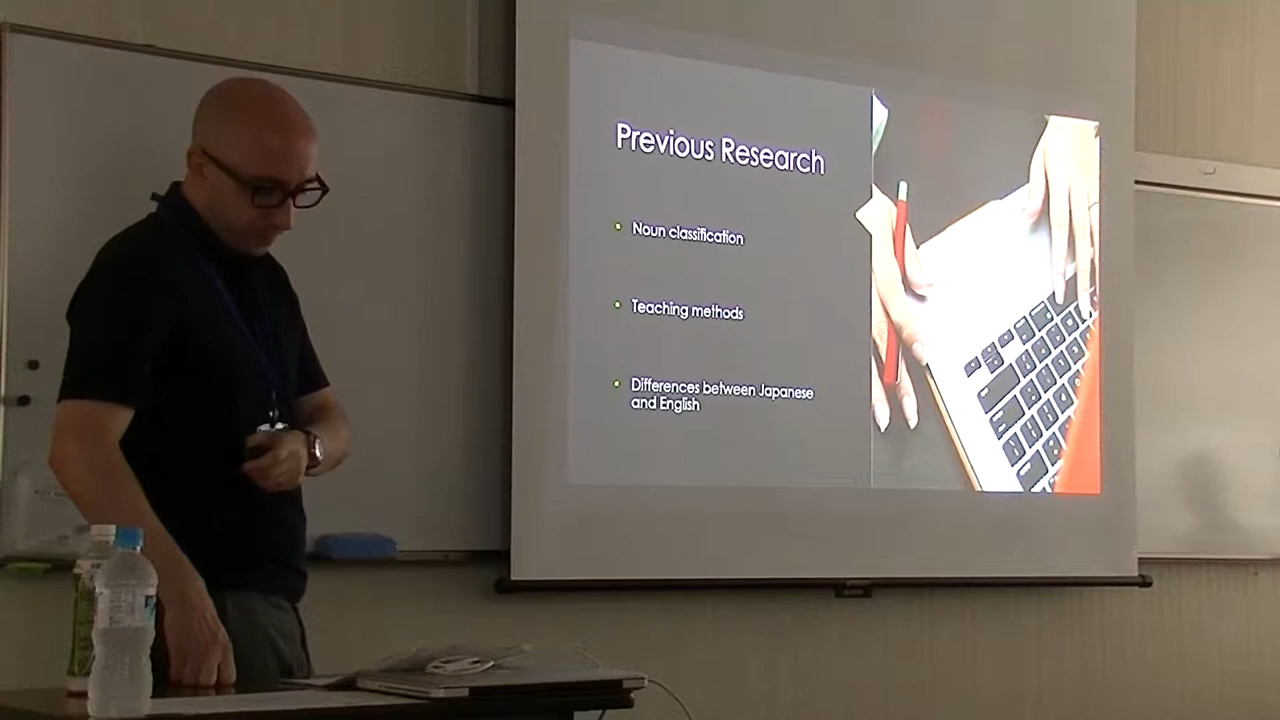 Previous Research
Noun classification
Teaching methods
Differences between Japanese
and English